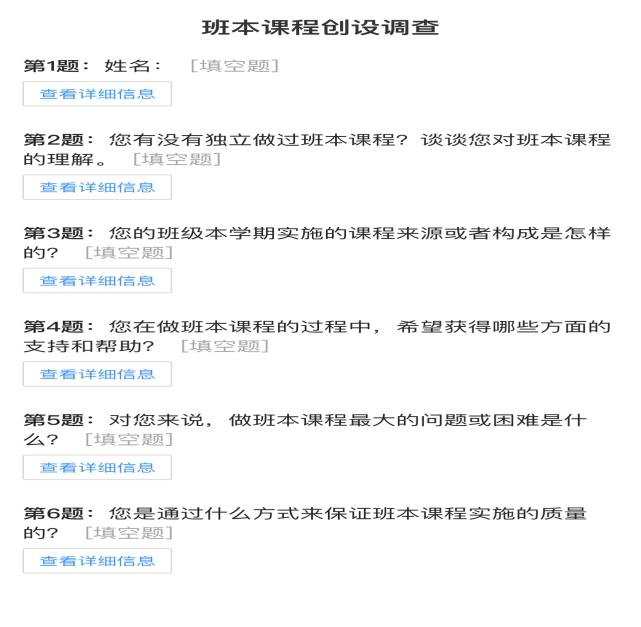 班本课程创设调查
第1题： 姓名： [填空题]
查看详细信息
第2题： 您有没有独立做过班本课程？谈谈您对班本课程
的理解。 [填空题]
查看详细信息
第3题： 您的班级本学期实施的课程来源或者构成是怎样
的？ [填空题]
查看详细信息
第4题： 您在做班本课程的过程中，希望获得哪些方面的
支持和帮助？ [填空题]
查看详细信息
第5题： 对您来说，做班本课程最大的问题或困难是什
么？ [填空题]
查看详细信息
第6题： 您是通过什么方式来保证班本课程实施的质量
的？ [填空题]
查看详细信息